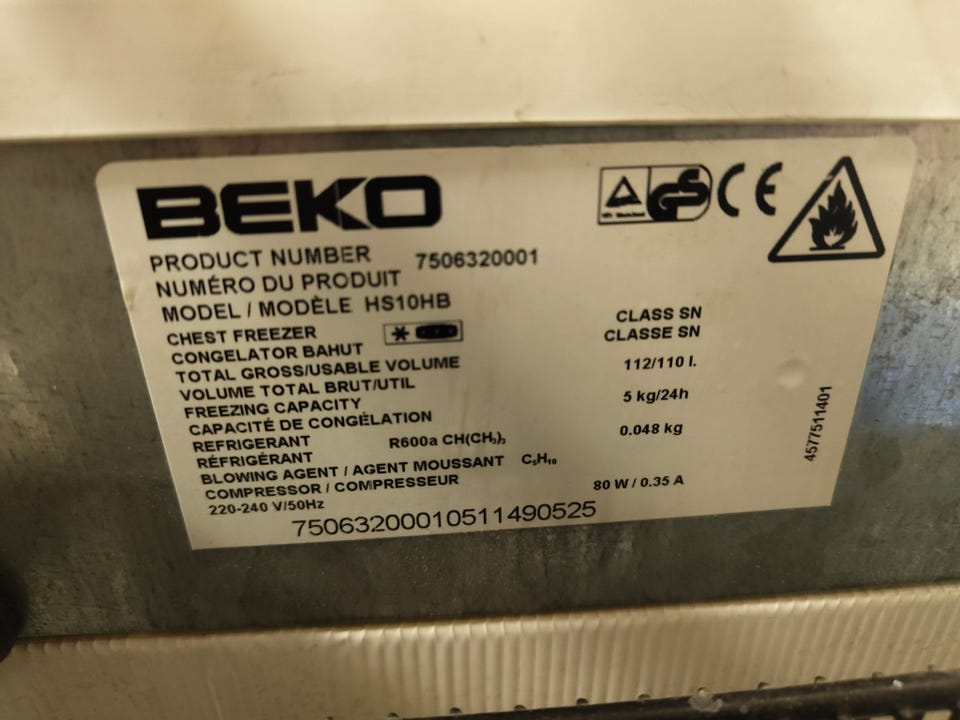 BEKO
CE
PRODUCT NUMBER 7506320001
NUMÉRO DU PRODUIT
MODEL / MODÈLE HS10HB
CHEST FREEZER CLASS SN
CONGELATOR BAHUT CLASSE SN
TOTAL GROSS/USABLE VOLUME 112/110 l.
VOLUME TOTAL BRUT/UTIL
FREEZING CAPACITY 5 kg/24h
CAPACITÉ DE CONGÉLATION
REFRIGERANT R600a CH(CH₃)₃ 0.048 kg
RÉFRIGÉRANT
BLOWING AGENT / AGENT MOUSSANT C₅H₁₀
COMPRESSOR / COMPRESSEUR 80 W / 0.35 A
220-240 V/50Hz
75063200010511490525
4577511401